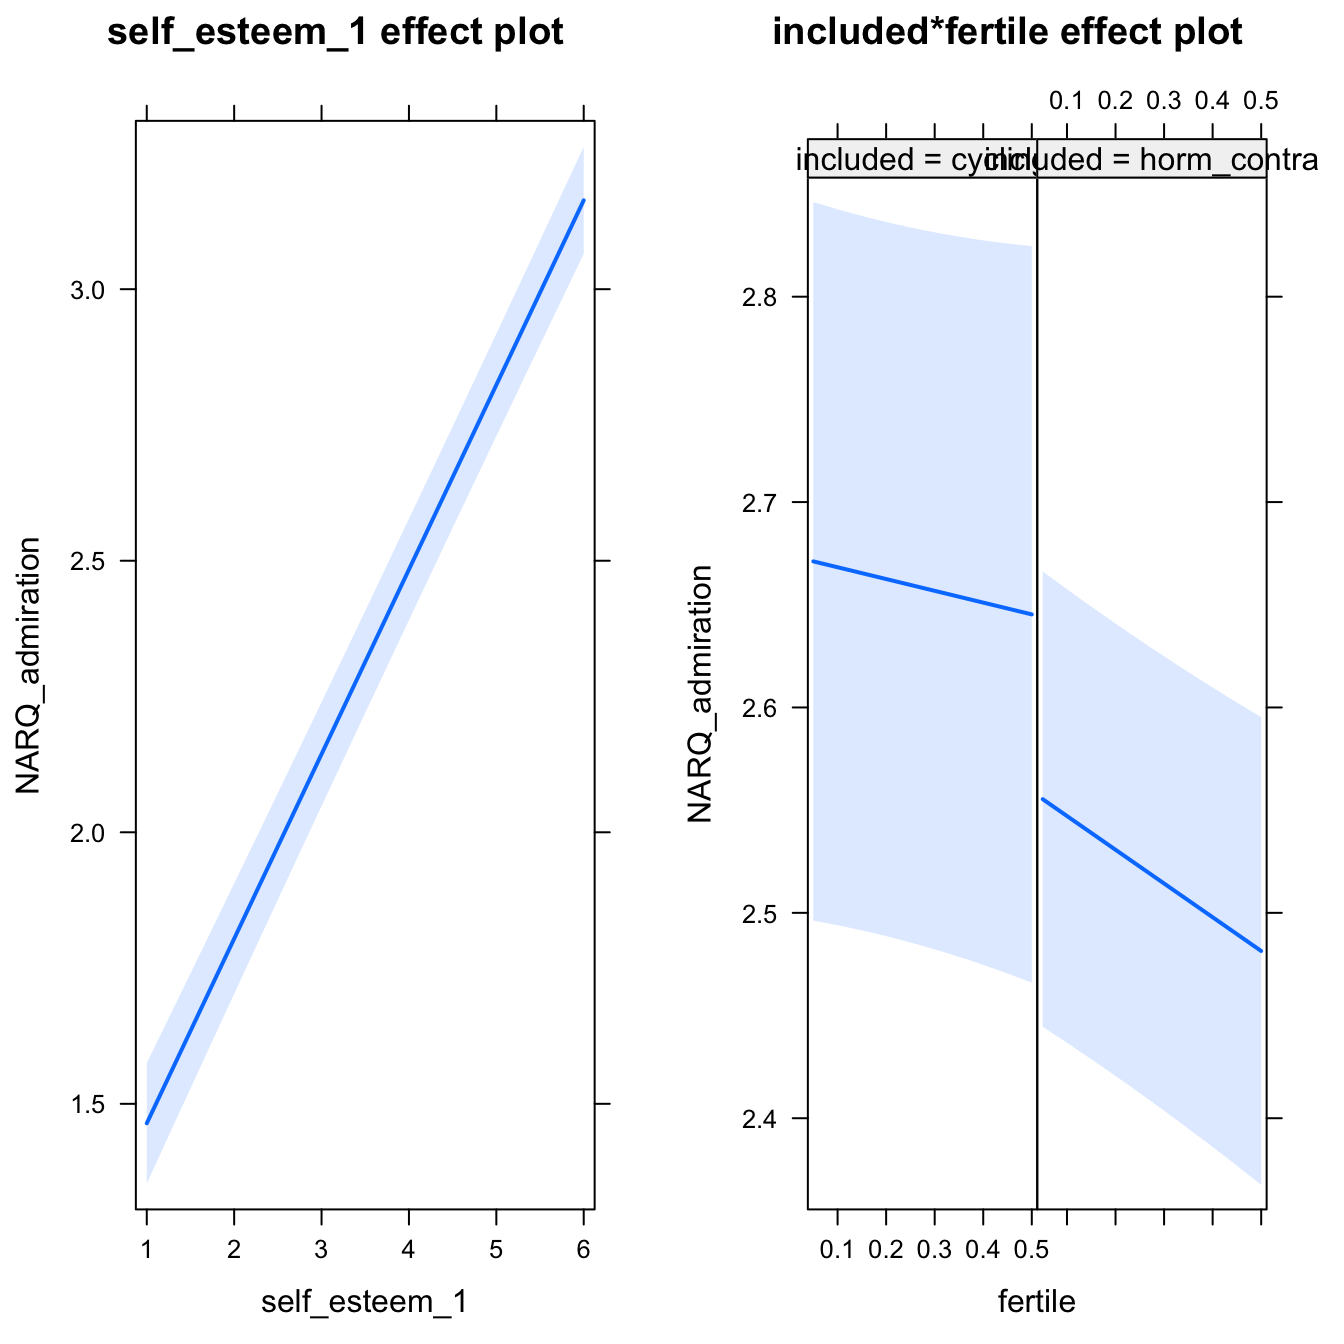 self_esteem_1 effect plot
NARQ_admiration
3.0
2.5
2.0
1.5
1 2 3 4 5 6
self_esteem_1
included*fertile effect plot
0.1 0.2 0.3 0.4 0.5
included = cycling
included = horm_contra
NARQ_admiration
2.8
2.7
2.6
2.5
2.4
0.1 0.2 0.3 0.4 0.5
fertile